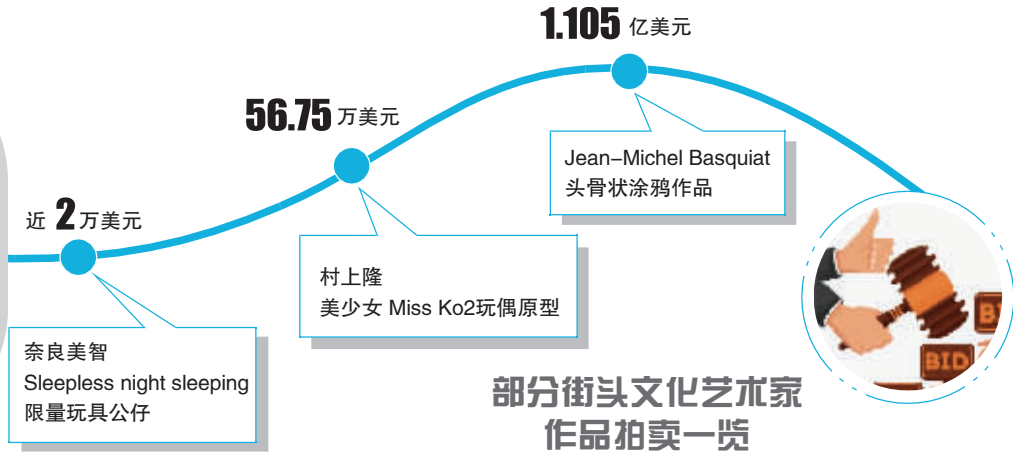 1.105 亿美元
56.75 万美元
近 2 万美元
Jean–Michel Basquiat
头骨状涂鸦作品
村上隆
美少女 Miss Ko2玩偶原型
奈良美智
Sleepless night sleeping
限量玩具公仔
BID
部分街头文化艺术家
作品拍卖一览